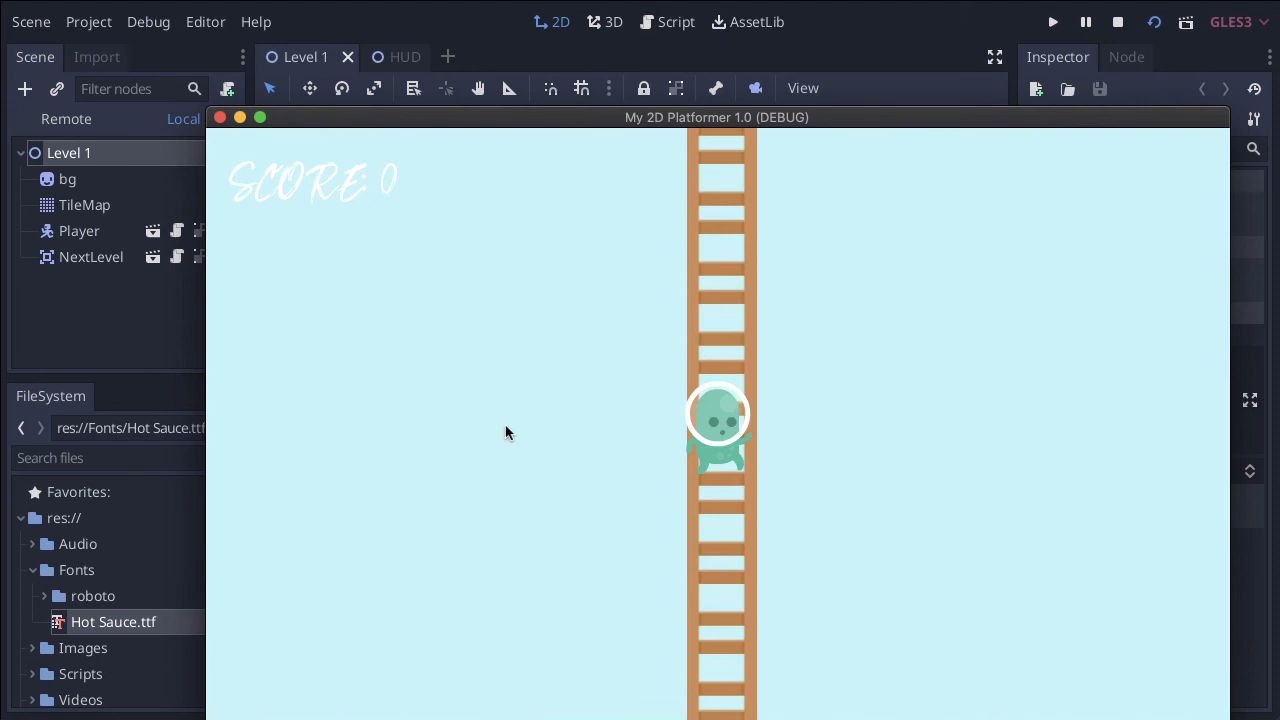 Scene Project Debug Editor Help 2D 3D Script AssetLib GLES3
Scene Import Level 1 HUD Inspector Node
Filter nodes View
Remote Local
My 2D Platformer 1.0 (DEBUG)
Level 1
SCORE: 0
bg
TileMap
Player
NextLevel
FileSystem
res://Fonts/Hot Sauce.ttf
Search files
Favorites:
res://
Audio
Fonts
roboto
Hot Sauce.ttf
Images
Scripts
Videos